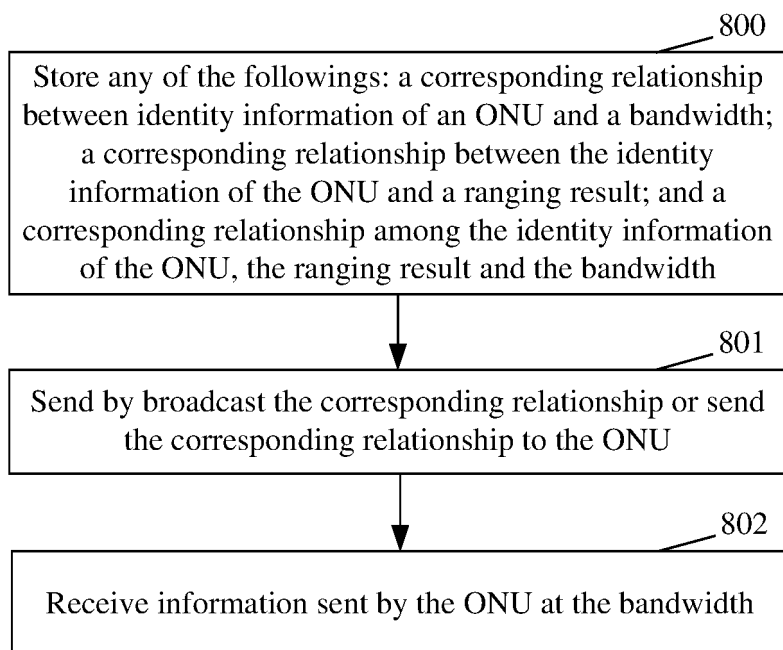 800
Store any of the followings: a corresponding relationship
between identity information of an ONU and a bandwidth;
a corresponding relationship between the identity
information of the ONU and a ranging result; and a
corresponding relationship among the identity information
of the ONU, the ranging result and the bandwidth
801
Send by broadcast the corresponding relationship or send
the corresponding relationship to the ONU
802
Receive information sent by the ONU at the bandwidth